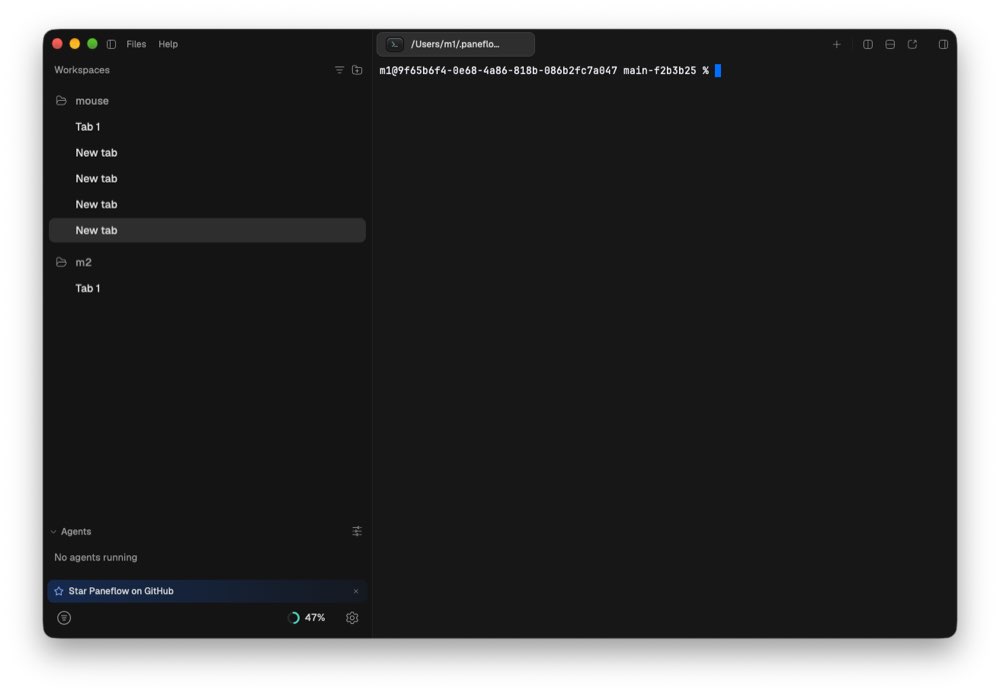 Files Help
/Users/m1/.paneflo...
Workspaces
m1@9f65b6f4-0e68-4a86-818b-086b2fc7a047 main-f2b3b25 %
mouse
Tab 1
New tab
New tab
New tab
New tab
m2
Tab 1
Agents
No agents running
Star Paneflow on GitHub
47%